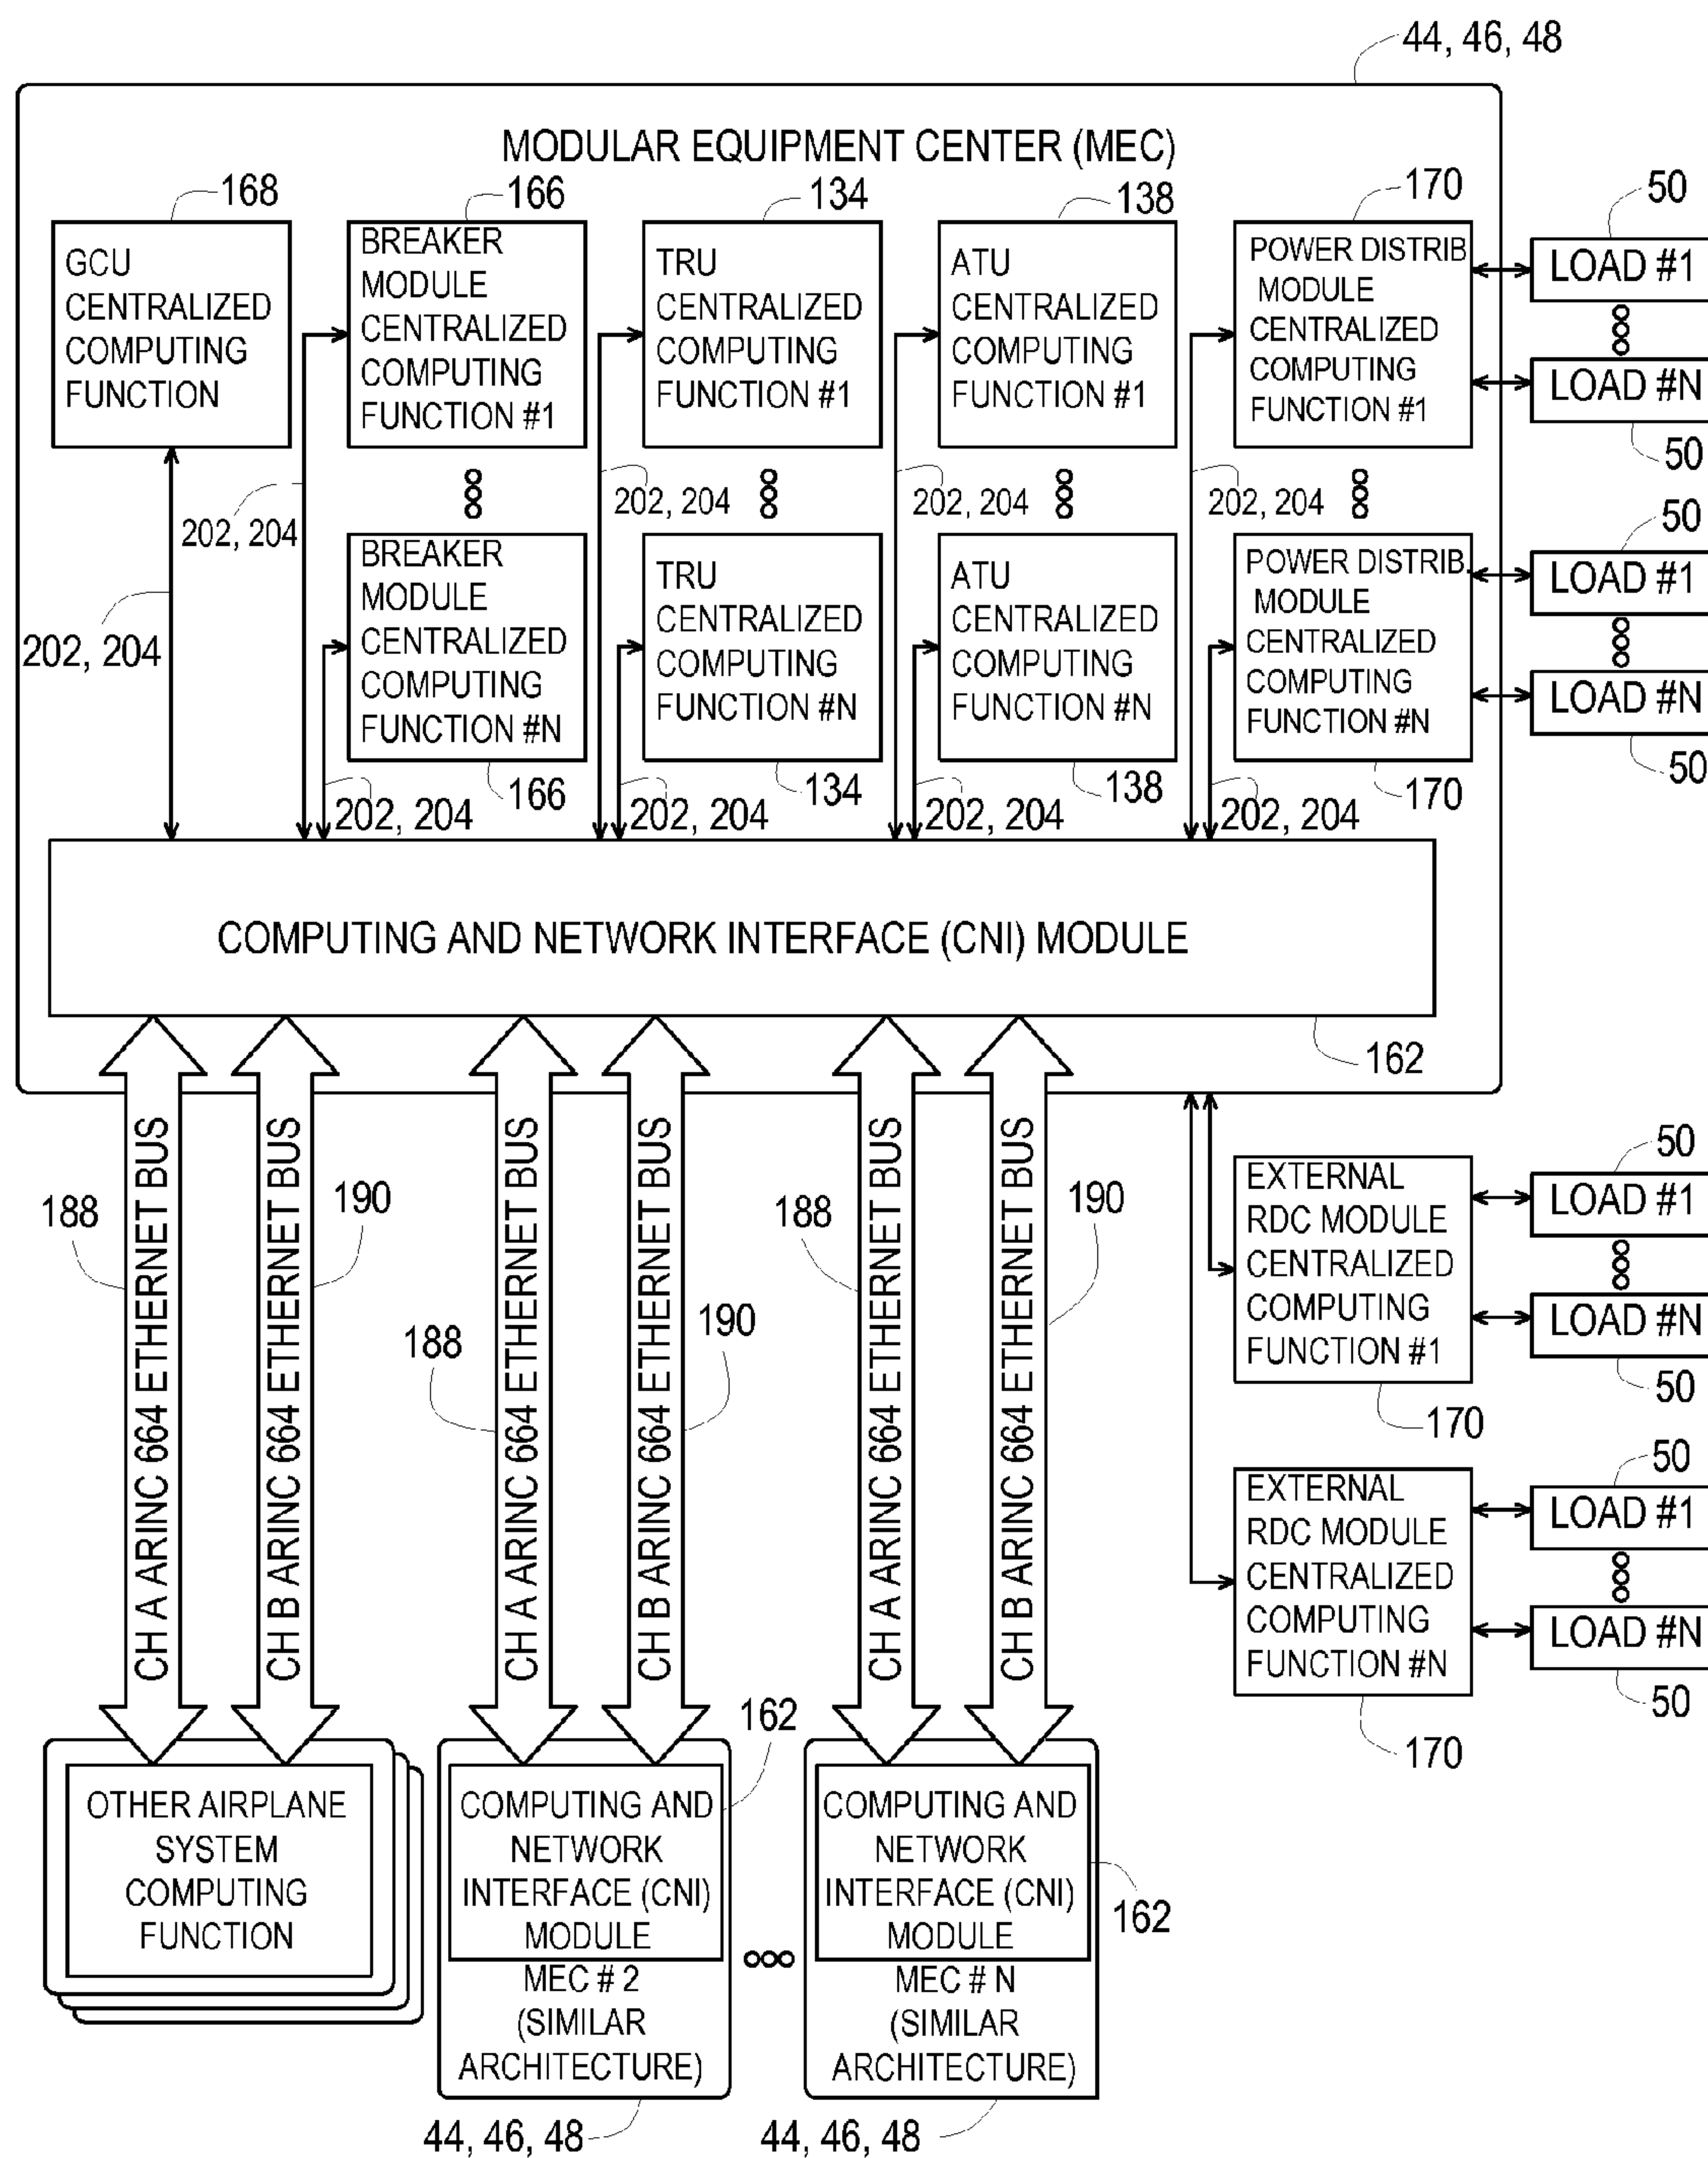 44, 46, 48
MODULAR EQUIPMENT CENTER (MEC)
168
166
134
138
170
50
GCU
CENTRALIZED
COMPUTING
FUNCTION
BREAKER
MODULE
CENTRALIZED
COMPUTING
FUNCTION #1
TRU
CENTRALIZED
COMPUTING
FUNCTION #1
ATU
CENTRALIZED
COMPUTING
FUNCTION #1
POWER DISTRIB.
MODULE
CENTRALIZED
COMPUTING
FUNCTION #1
LOAD #1
LOAD #N
50
202, 204
202, 204
202, 204
202, 204
50
202, 204
BREAKER
MODULE
CENTRALIZED
COMPUTING
FUNCTION #N
TRU
CENTRALIZED
COMPUTING
FUNCTION #N
ATU
CENTRALIZED
COMPUTING
FUNCTION #N
POWER DISTRIB.
MODULE
CENTRALIZED
COMPUTING
FUNCTION #N
LOAD #1
LOAD #N
50
166
134
138
170
202, 204
202, 204
202, 204
202, 204
COMPUTING AND NETWORK INTERFACE (CNI) MODULE
162
188
CH A ARINC 664 ETHERNET BUS
CH B ARINC 664 ETHERNET BUS
190
188
CH A ARINC 664 ETHERNET BUS
CH B ARINC 664 ETHERNET BUS
190
188
CH A ARINC 664 ETHERNET BUS
CH B ARINC 664 ETHERNET BUS
190
EXTERNAL
RDC MODULE
CENTRALIZED
COMPUTING
FUNCTION #1
170
50
LOAD #1
LOAD #N
50
EXTERNAL
RDC MODULE
CENTRALIZED
COMPUTING
FUNCTION #N
170
50
LOAD #1
LOAD #N
50
OTHER AIRPLANE
SYSTEM
COMPUTING
FUNCTION
162
COMPUTING AND
NETWORK
INTERFACE (CNI)
MODULE
MEC # 2
(SIMILAR
ARCHITECTURE)
44, 46, 48
COMPUTING AND
NETWORK
INTERFACE (CNI)
MODULE
162
MEC # N
(SIMILAR
ARCHITECTURE)
44, 46, 48